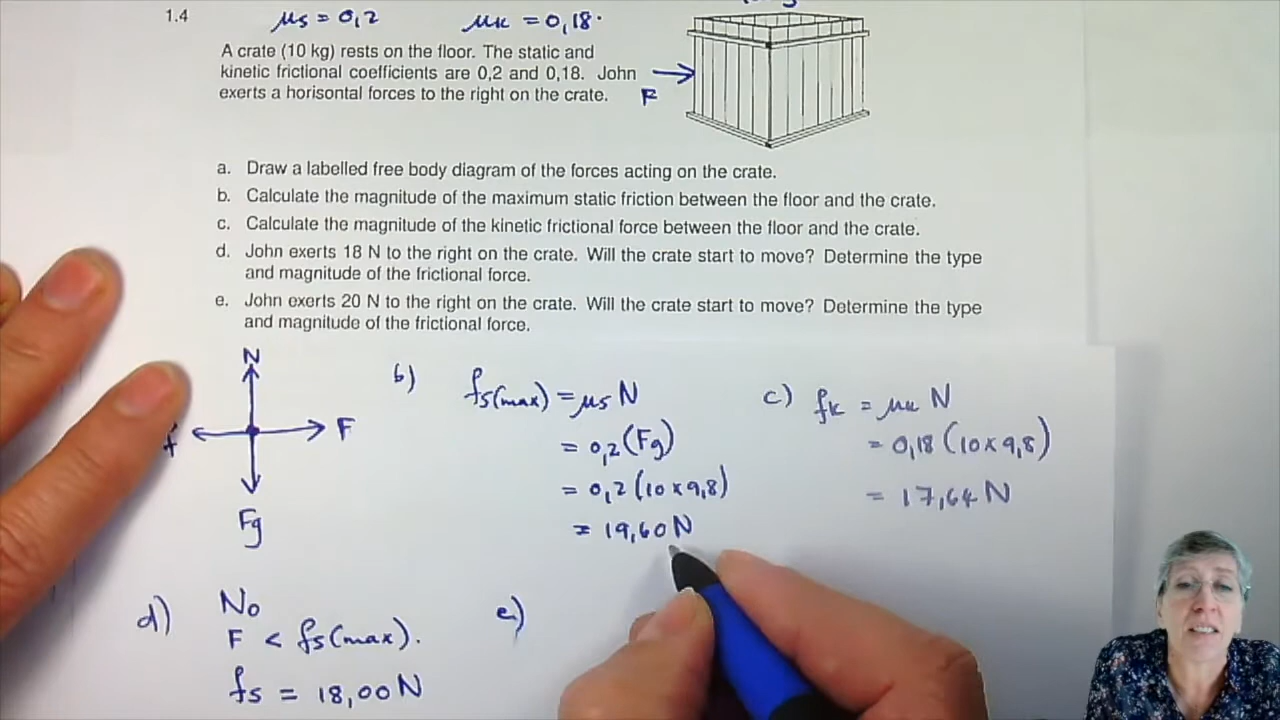 1.4
μs = 0,2 μK = 0,18.
A crate (10 kg) rests on the floor. The static and
kinetic frictional coefficients are 0,2 and 0,18. John
exerts a horisontal forces to the right on the crate.
F
a. Draw a labelled free body diagram of the forces acting on the crate.
b. Calculate the magnitude of the maximum static friction between the floor and the crate.
c. Calculate the magnitude of the kinetic frictional force between the floor and the crate.
d. John exerts 18 N to the right on the crate. Will the crate start to move? Determine the type
and magnitude of the frictional force.
e. John exerts 20 N to the right on the crate. Will the crate start to move? Determine the type
and magnitude of the frictional force.
N
F
Fg
b) fs(max) = μs N
= 0,2 (Fg)
= 0,2 (10 x 9,8)
= 19,60 N
c) fK = μK N
= 0,18 (10 x 9,8)
= 17,64 N
d) No
F < fs(max).
fs = 18,00 N
e)